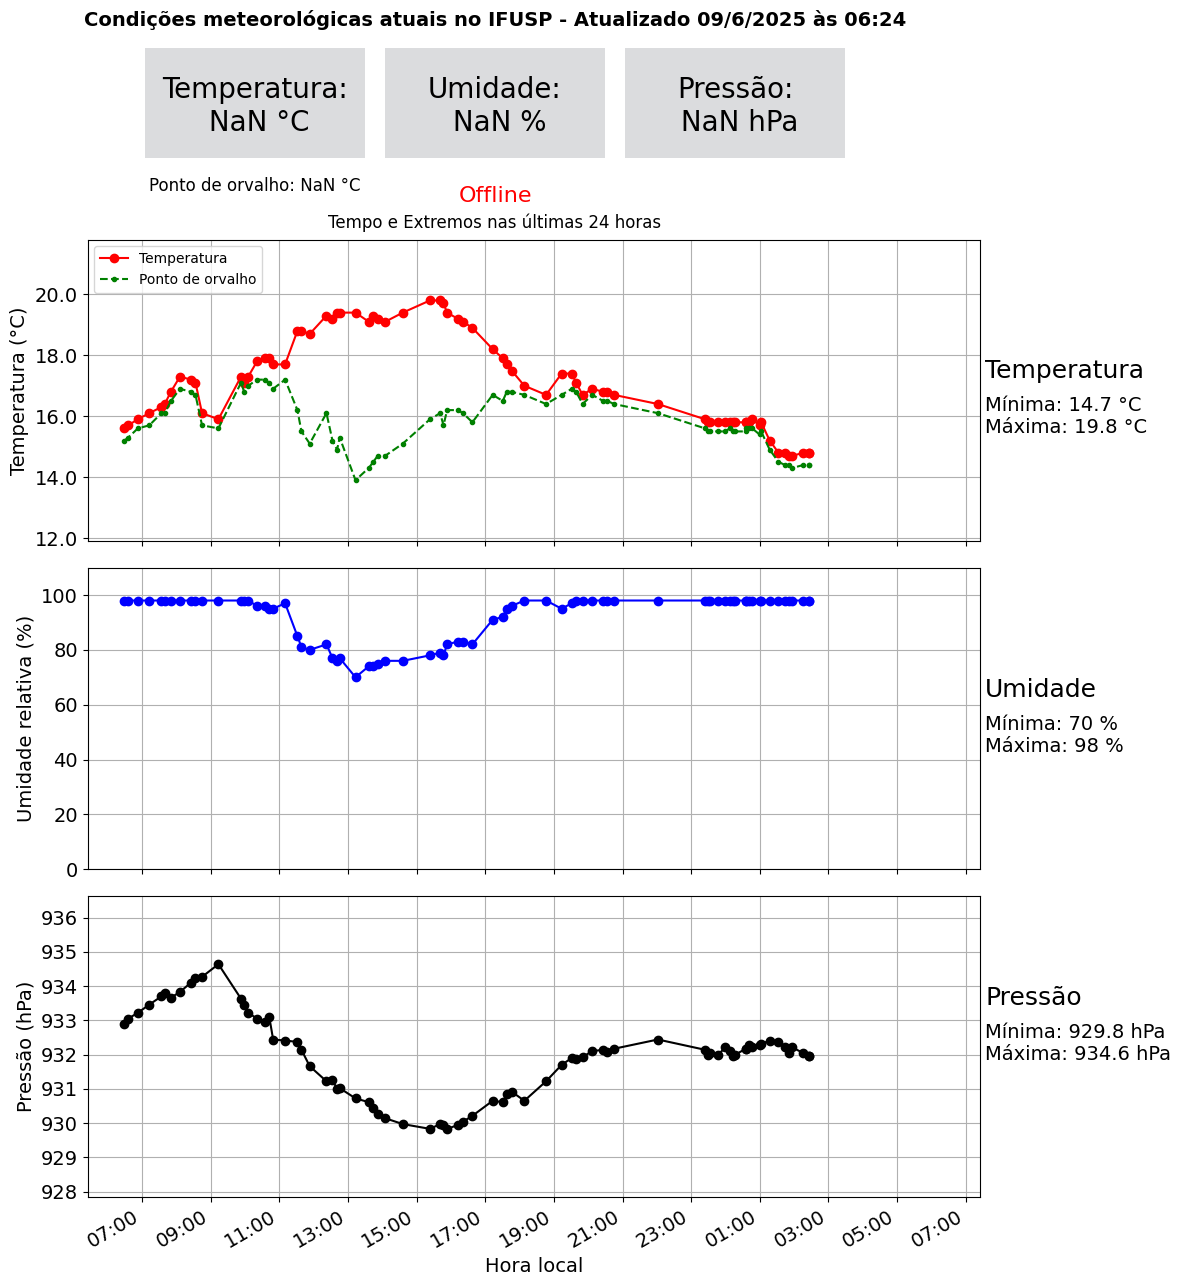 Condições meteorológicas atuais no IFUSP - Atualizado 09/6/2025 às 06:24
Temperatura:
NaN °C
Umidade:
NaN %
Pressão:
NaN hPa
Ponto de orvalho: NaN °C
Offline
Tempo e Extremos nas últimas 24 horas
Temperatura
Ponto de orvalho
Temperatura (°C)
20.0
18.0
16.0
14.0
12.0
Temperatura
Mínima: 14.7 °C
Máxima: 19.8 °C
Umidade relativa (%)
100
80
60
40
20
0
Umidade
Mínima: 70 %
Máxima: 98 %
Pressão (hPa)
936
935
934
933
932
931
930
929
928
Pressão
Mínima: 929.8 hPa
Máxima: 934.6 hPa
07:00 09:00 11:00 13:00 15:00 17:00 19:00 21:00 23:00 01:00 03:00 05:00 07:00
Hora local